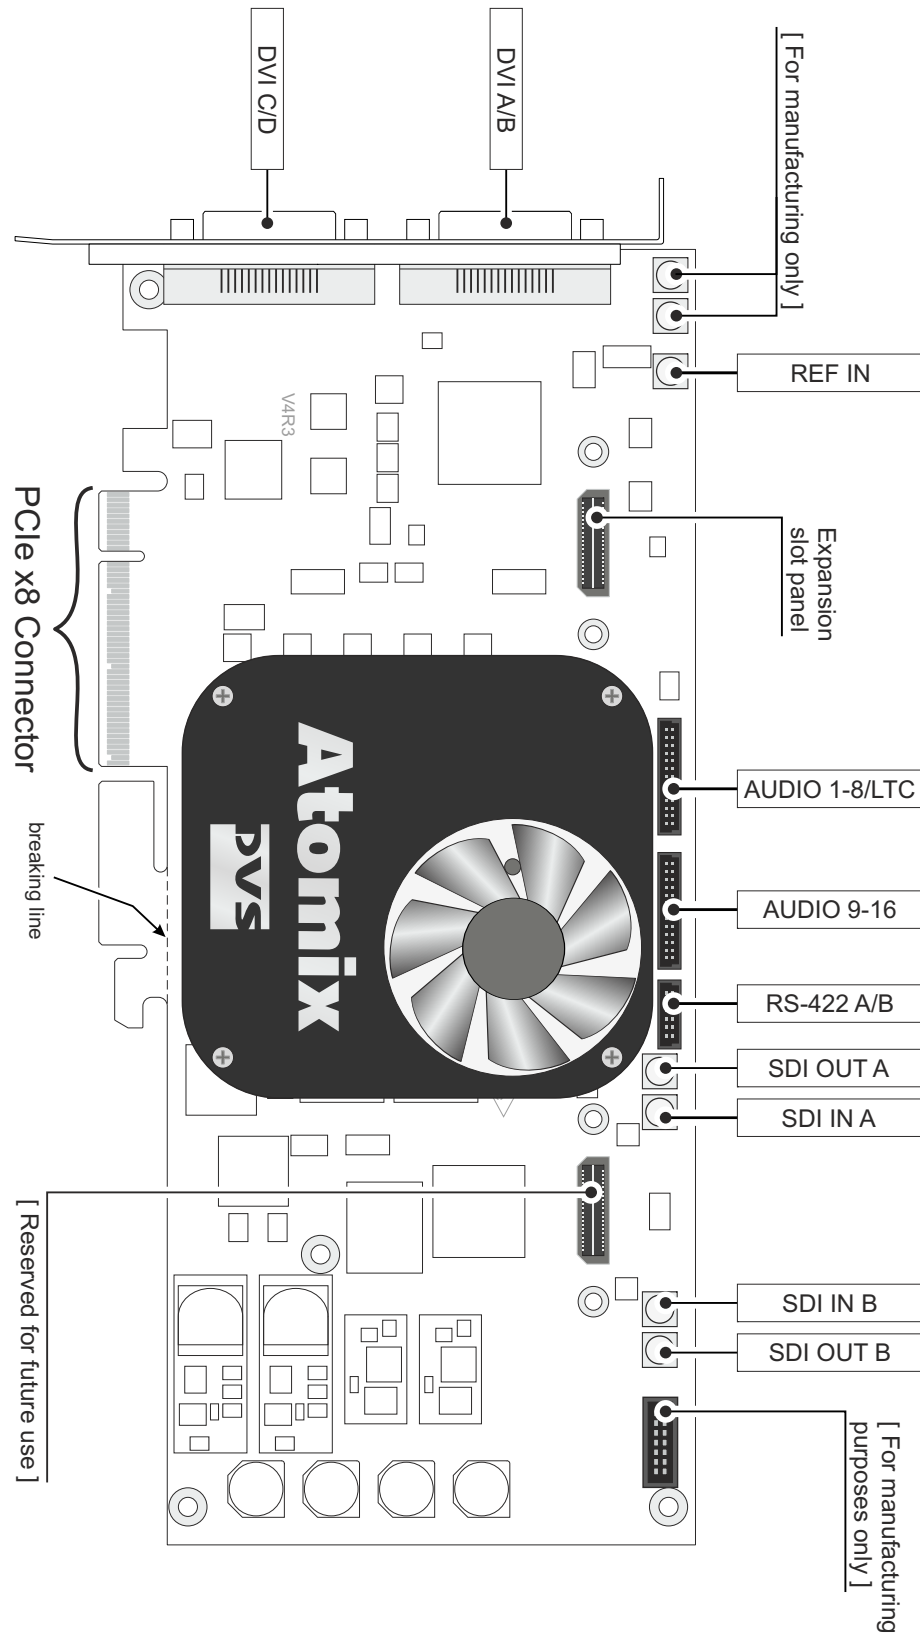 DVI C/D
DVI A/B
[ For manufacturing only ]
REF IN
V4R3
Expansion
slot panel
PCIe x8 Connector
AUDIO 1-8/LTC
Atomix
DVS
breaking line
AUDIO 9-16
RS-422 A/B
SDI OUT A
SDI IN A
[ Reserved for future use ]
SDI IN B
SDI OUT B
[ For manufacturing
purposes only ]